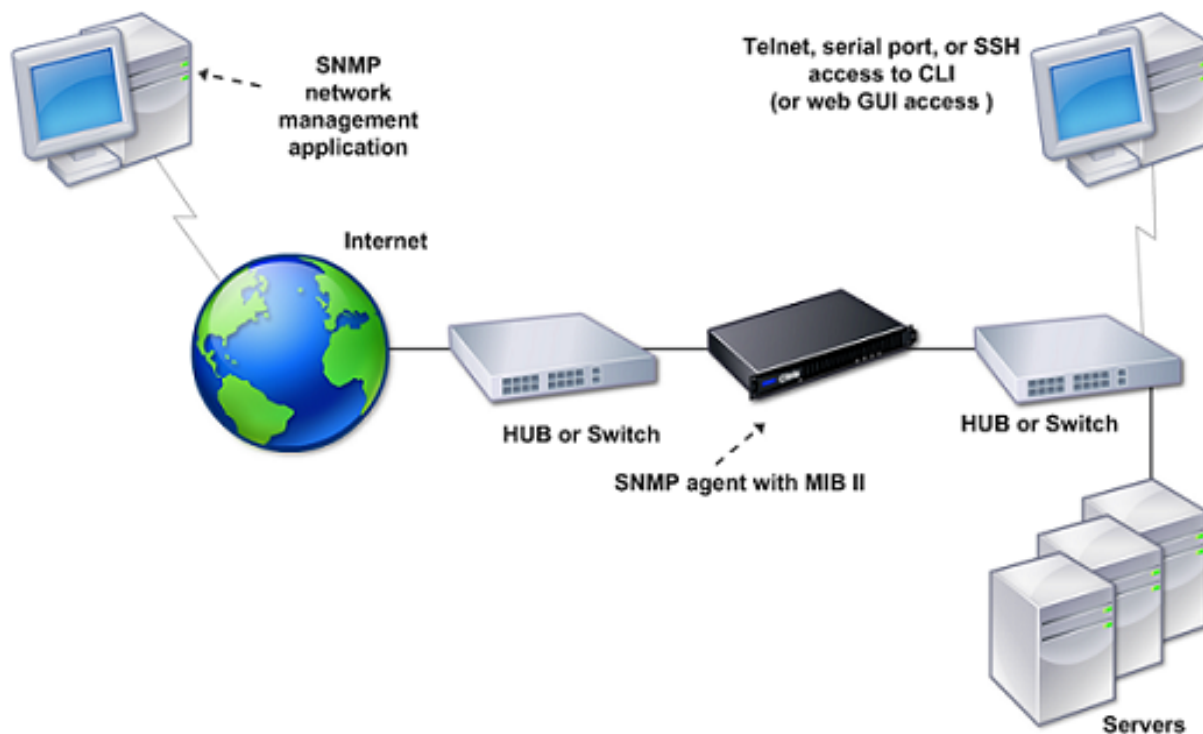 SNMP
network
management
application
Telnet, serial port, or SSH
access to CLI
(or web GUI access )
Internet
HUB or Switch
HUB or Switch
SNMP agent with MIB II
Servers